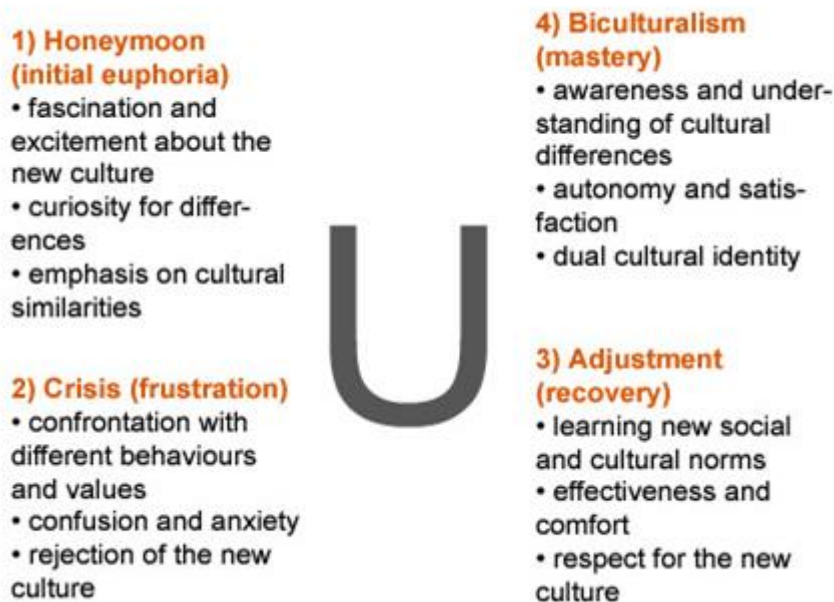 1) Honeymoon
(initial euphoria)
• fascination and
excitement about the
new culture
• curiosity for differ-
ences
• emphasis on cultural
similarities
2) Crisis (frustration)
• confrontation with
different behaviours
and values
• confusion and anxiety
• rejection of the new
culture
U
3) Adjustment
(recovery)
• learning new social
and cultural norms
• effectiveness and
comfort
• respect for the new
culture
4) Biculturalism
(mastery)
• awareness and under-
standing of cultural
differences
• autonomy and satis-
faction
• dual cultural identity